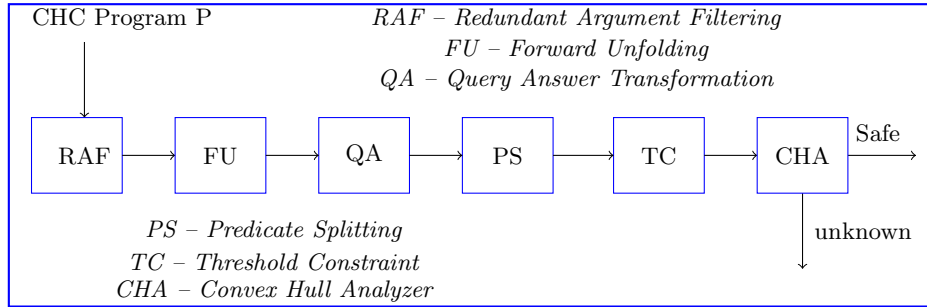 CHC Program P
RAF – Redundant Argument Filtering
FU – Forward Unfolding
QA – Query Answer Transformation
RAF
FU
QA
PS
TC
CHA
Safe
unknown
PS – Predicate Splitting
TC – Threshold Constraint
CHA – Convex Hull Analyzer